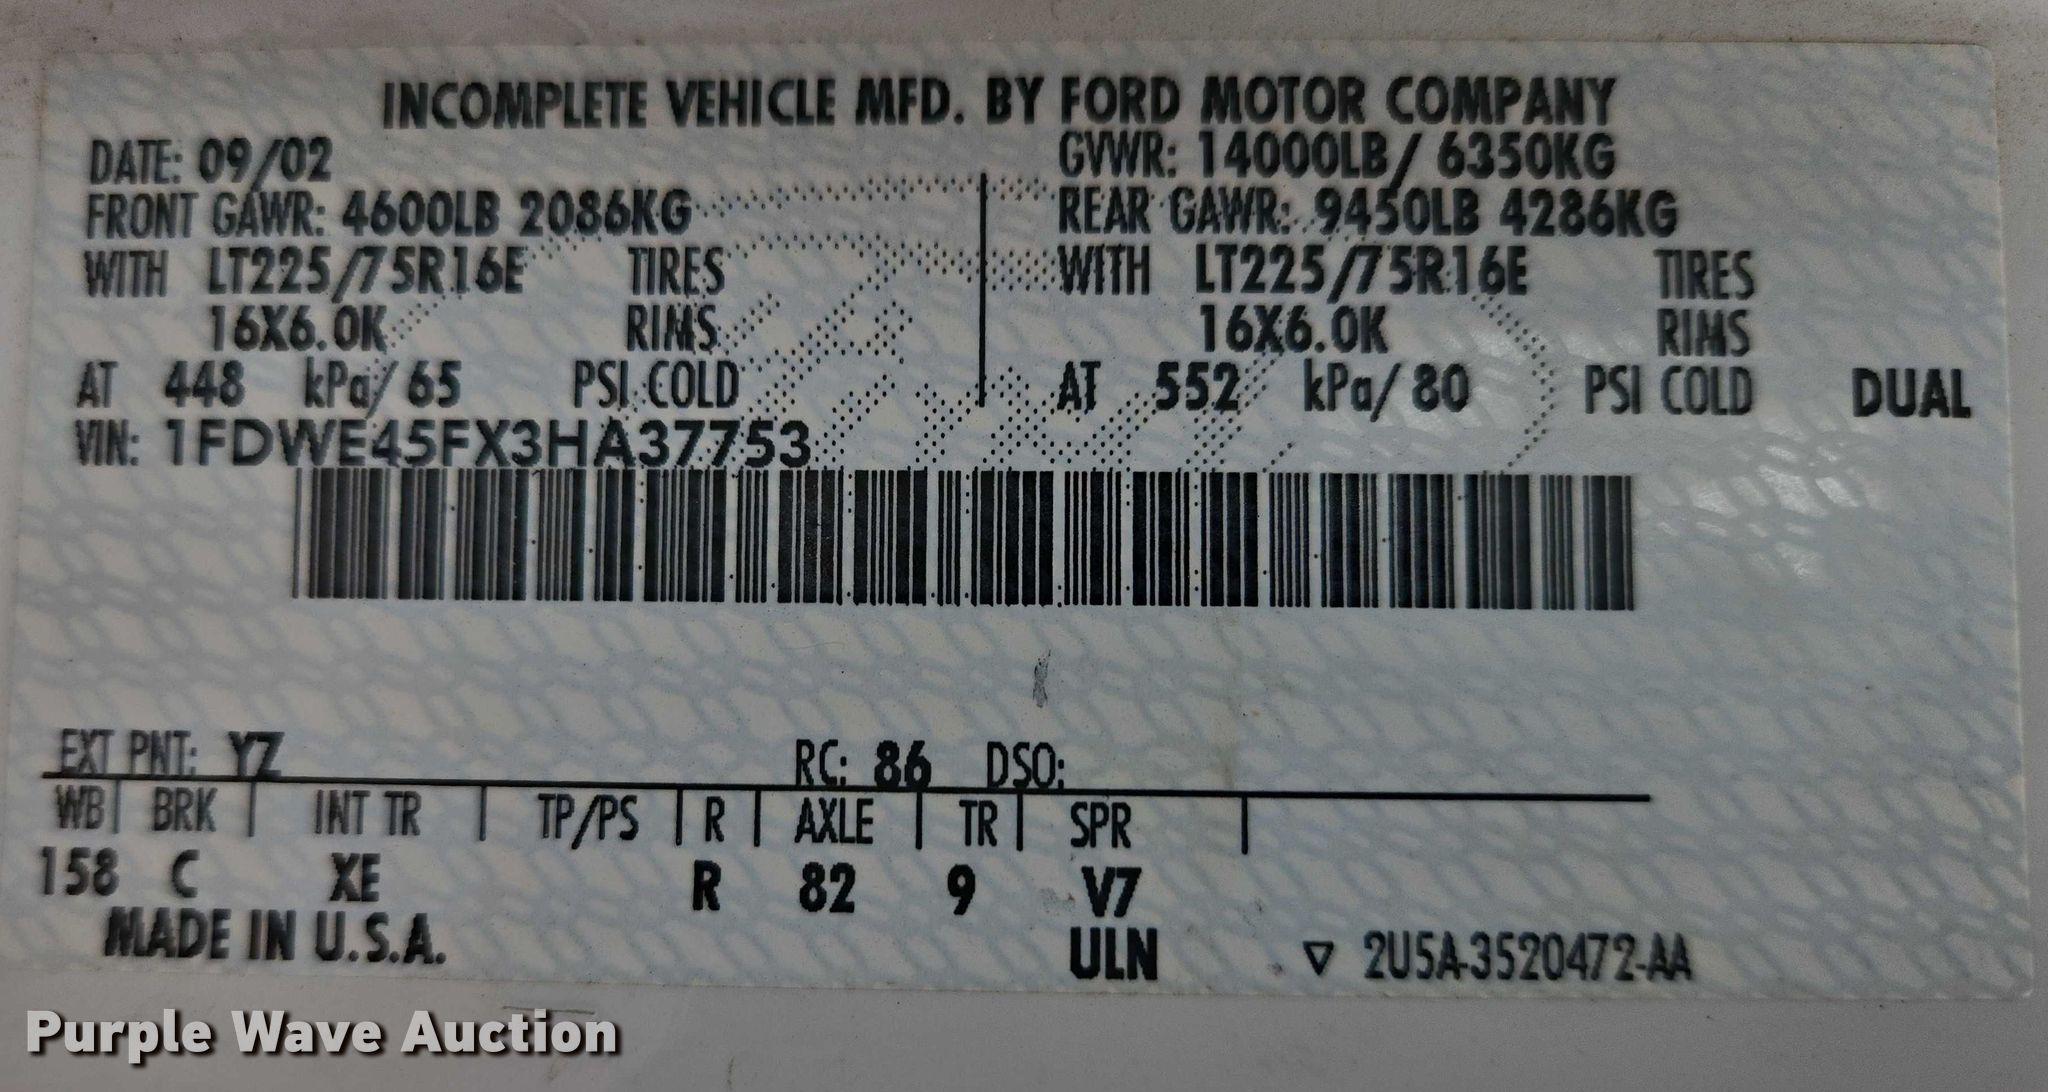 INCOMPLETE VEHICLE MFD. BY FORD MOTOR COMPANY
DATE: 09/02 GVWR: 14000LB/ 6350KG
FRONT GAWR: 4600LB 2086KG REAR GAWR: 9450LB 4286KG
WITH LT225/75R16E TIRES WITH LT225/75R16E TIRES
16X6.0K RIMS 16X6.0K RIMS
AT 448 kPa/ 65 PSI COLD AT 552 kPa/ 80 PSI COLD DUAL
VIN: 1FDWE45FX3HA37753
EXT PNT: YZ RC: 86 DSO:
WB BRK INT TR TP/PS R AXLE TR SPR
158 C XE R 82 9 V7
MADE IN U.S.A. ULN ▽ 2U5A-3520472-AA
Purple Wave Auction